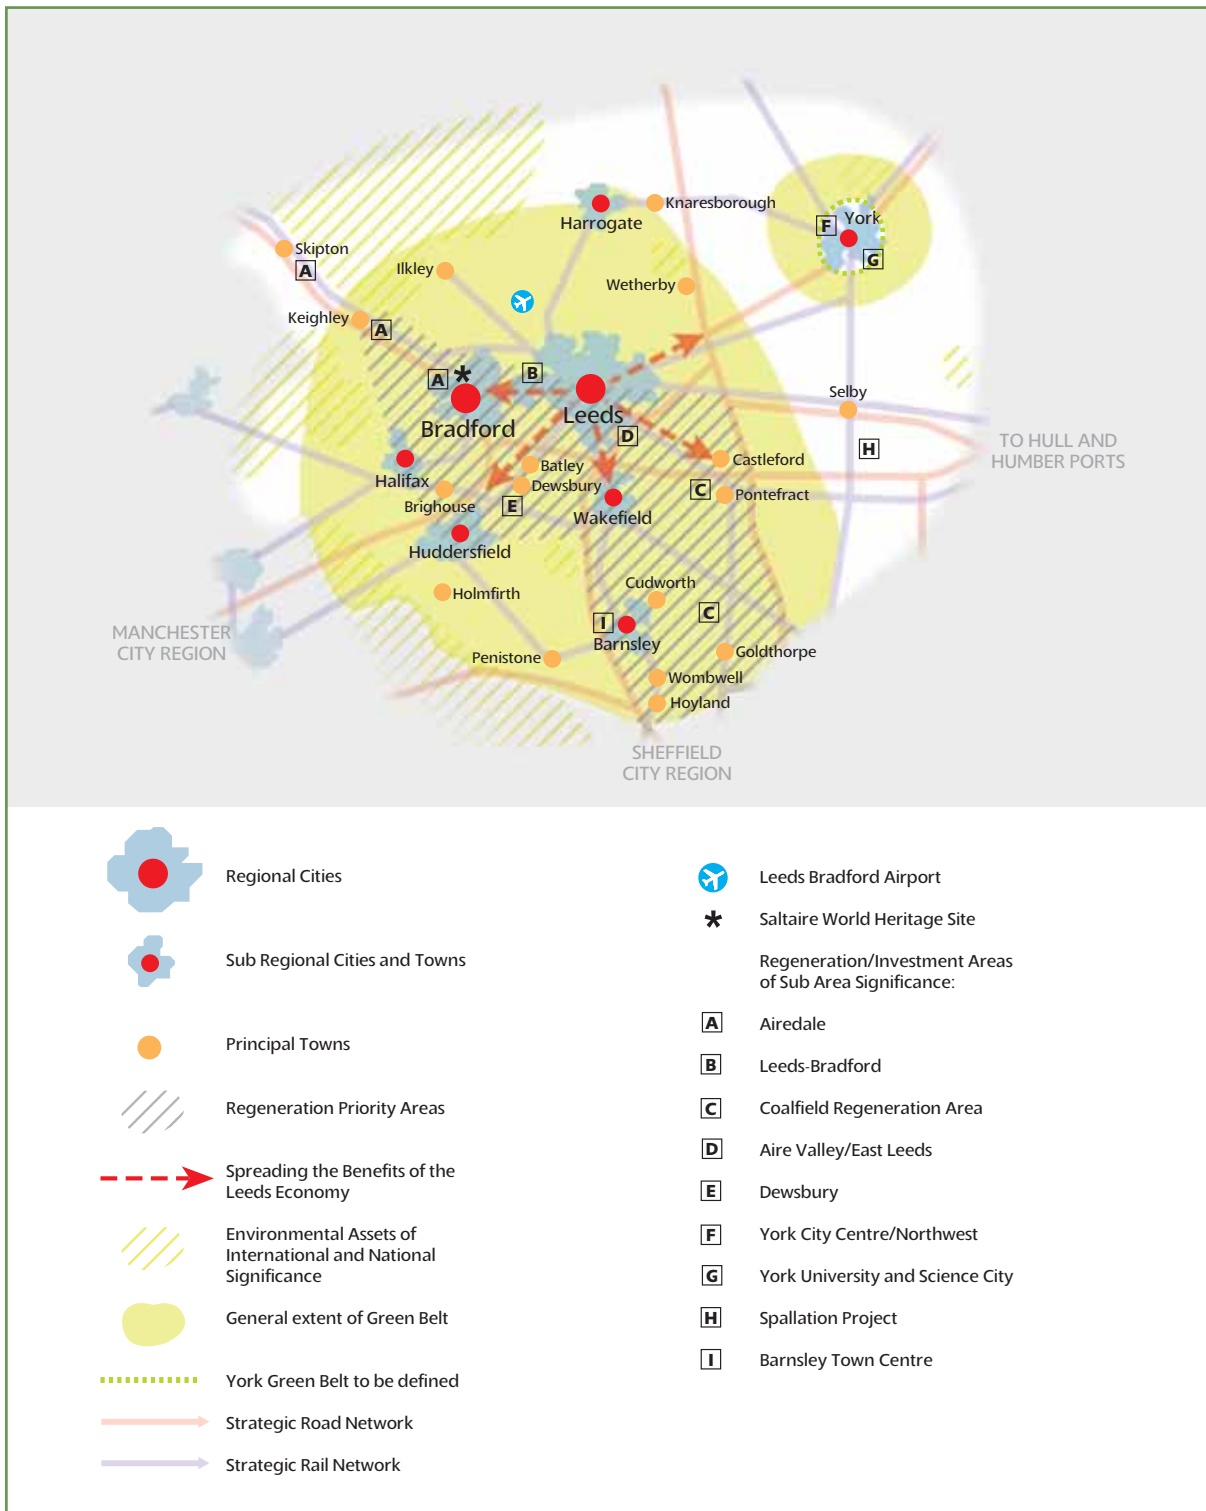 Harrogate
Knaresborough
F
York
G
Skipton
A
Ilkley
Wetherby
Keighley
A
A
*
B
Bradford
Leeds
Selby
D
H
TO HULL AND
HUMBER PORTS
Halifax
Batley
Castleford
Brighouse
Dewsbury
C
Pontefract
E
Wakefield
Huddersfield
Holmfirth
Cudworth
C
MANCHESTER
CITY REGION
I
Barnsley
Penistone
Goldthorpe
Wombwell
Hoyland
SHEFFIELD
CITY REGION
Regional Cities
Sub Regional Cities and Towns
Principal Towns
Regeneration Priority Areas
Spreading the Benefits of the
Leeds Economy
Environmental Assets of
International and National
Significance
General extent of Green Belt
York Green Belt to be defined
Strategic Road Network
Strategic Rail Network
Leeds Bradford Airport
* Saltaire World Heritage Site
Regeneration/Investment Areas
of Sub Area Significance:
A Airedale
B Leeds-Bradford
C Coalfield Regeneration Area
D Aire Valley/East Leeds
E Dewsbury
F York City Centre/Northwest
G York University and Science City
H Spallation Project
I Barnsley Town Centre